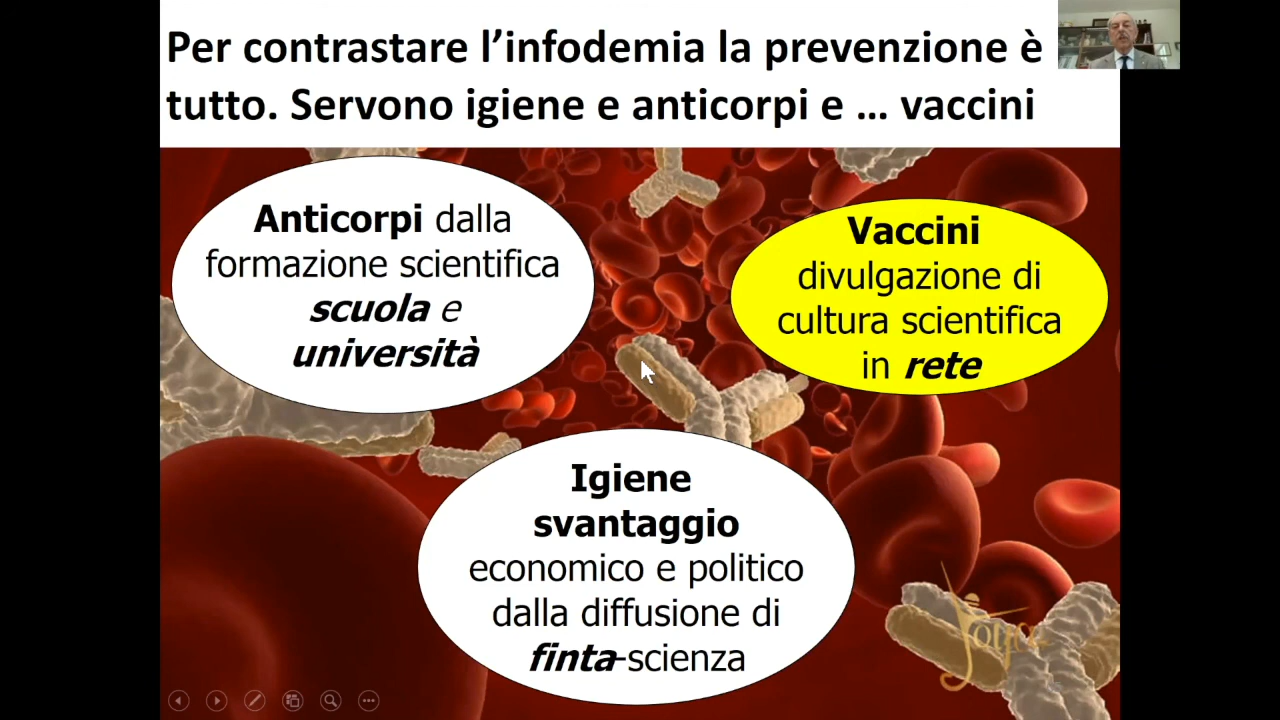 Per contrastare l’infodemia la prevenzione è
tutto. Servono igiene e anticorpi e ... vaccini
Anticorpi dalla
formazione scientifica
scuola e
università
Vaccini
divulgazione di
cultura scientifica
in rete
Igiene
svantaggio
economico e politico
dalla diffusione di
finta-scienza